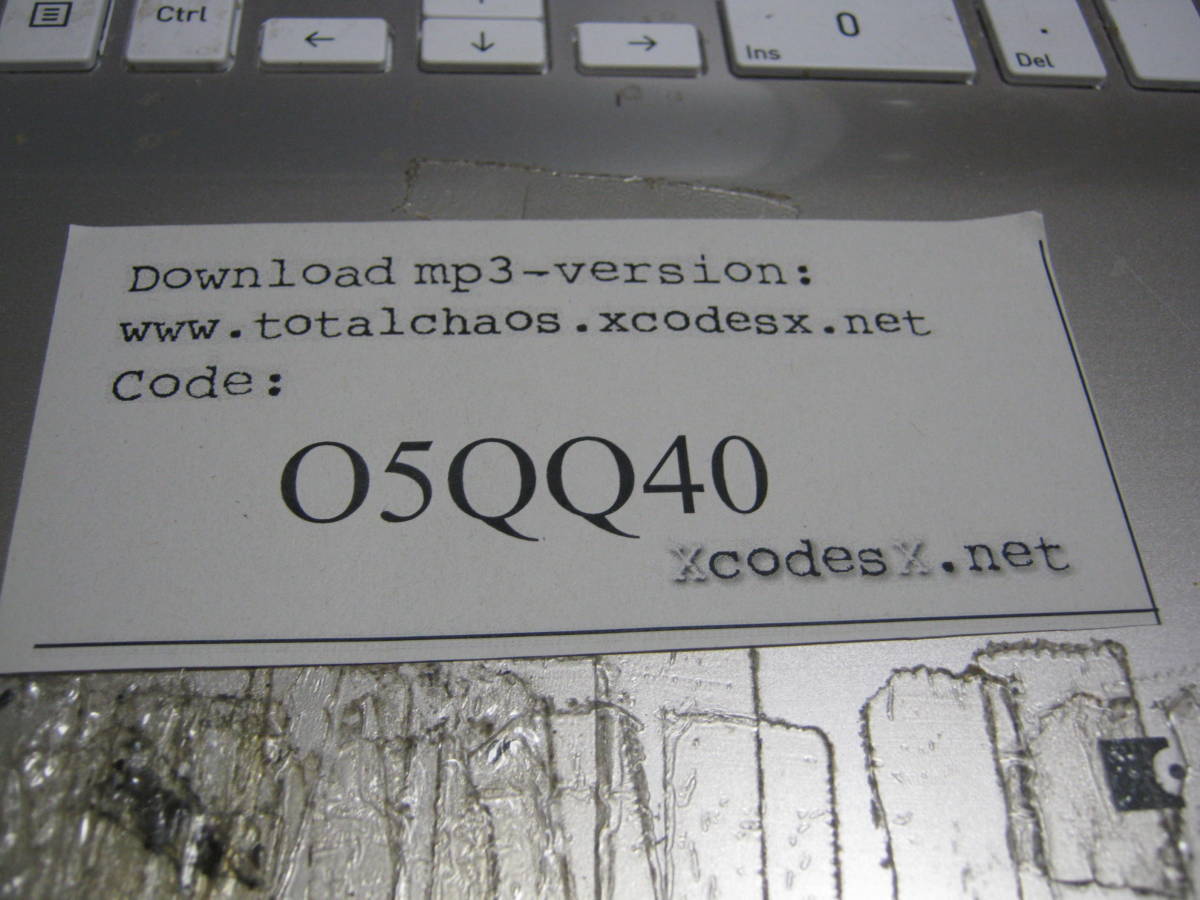 Ctrl
←
↓
→
0
Ins
.
Del
Download mp3-version:
www.totalchaos.xcodesx.net
Code:
O5QQ40
xcodesx.net